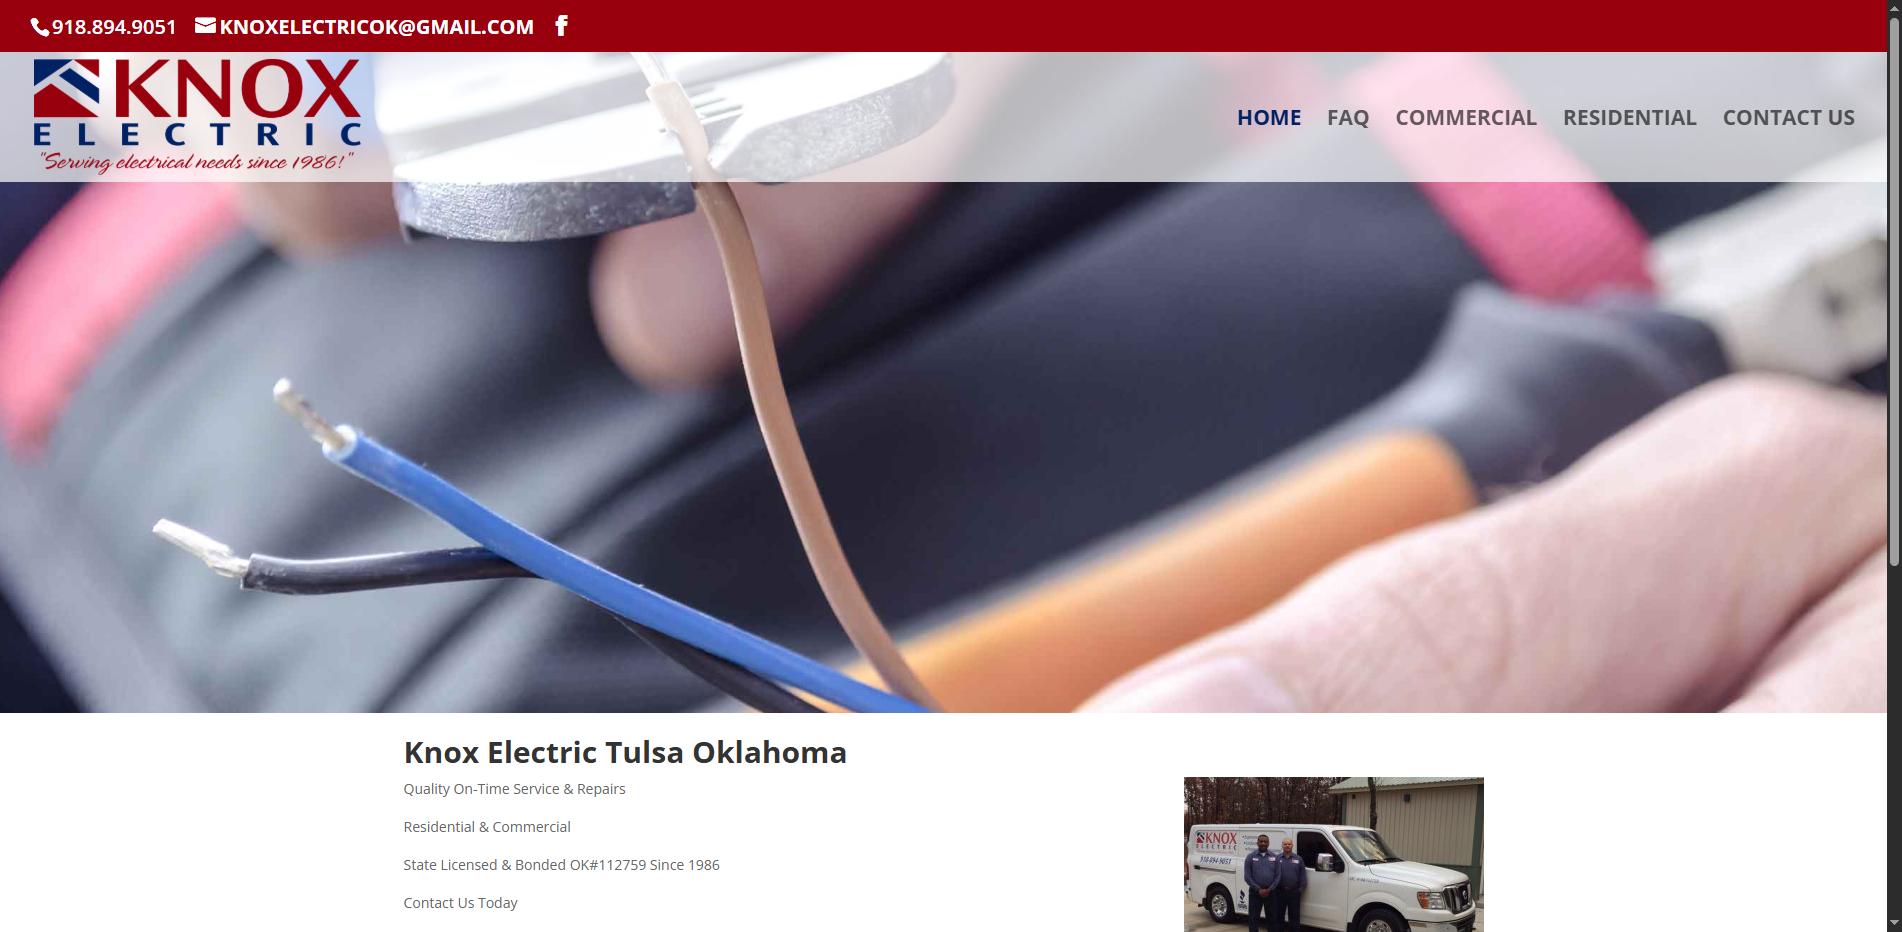 918.894.9051 KNOXELECTRICOK@GMAIL.COM
KNOX
ELECTRIC
"Serving electrical needs since 1986!"
HOME FAQ COMMERCIAL RESIDENTIAL CONTACT US
Knox Electric Tulsa Oklahoma
Quality On-Time Service & Repairs
Residential & Commercial
State Licensed & Bonded OK#112759 Since 1986
Contact Us Today
KNOX
ELECTRIC
918-894-9051